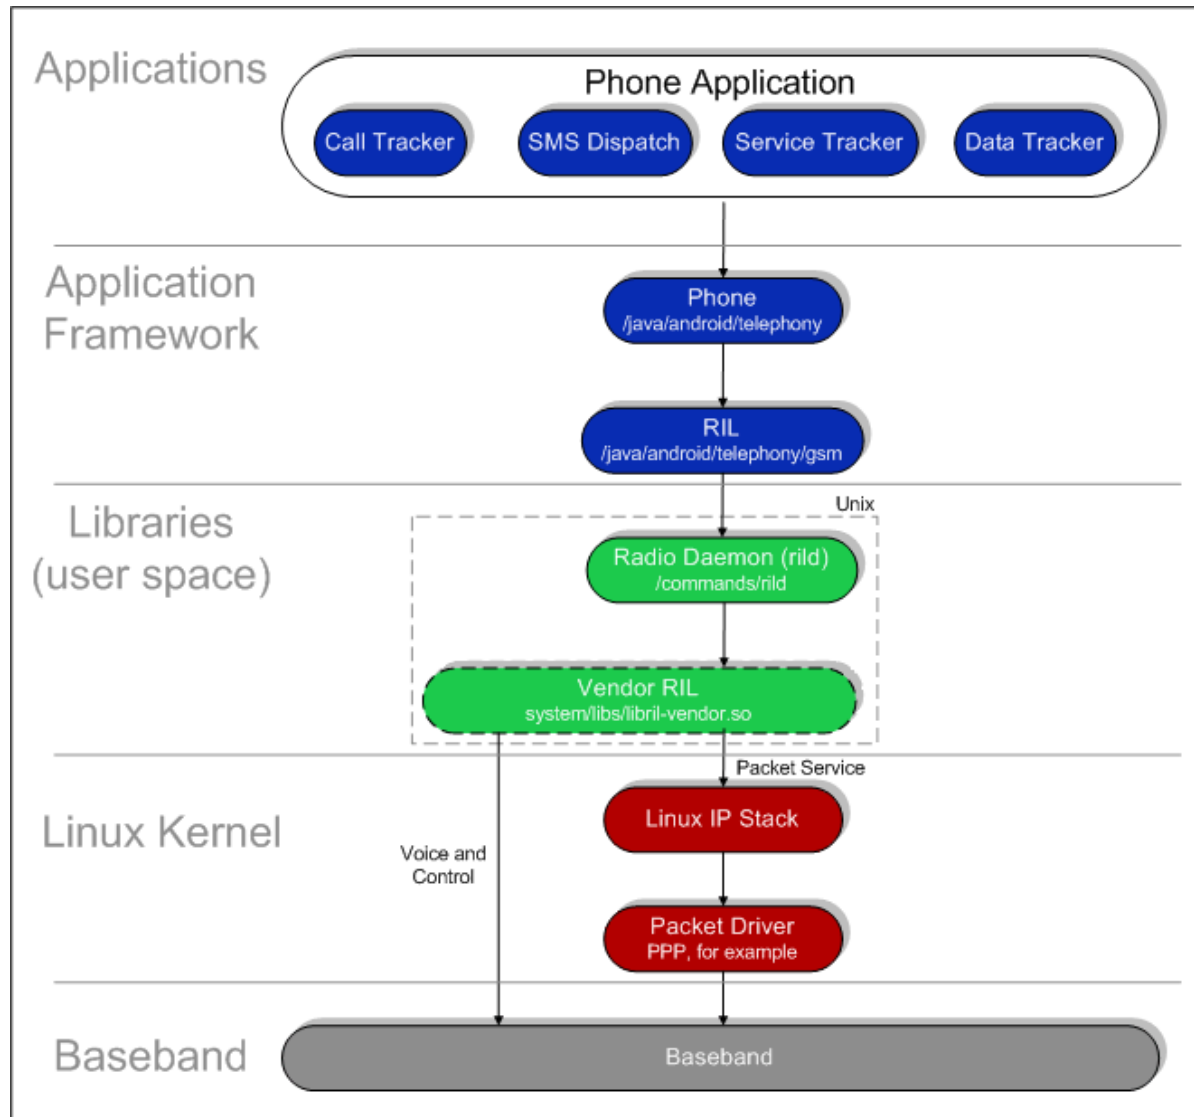 Applications
Phone Application
Call Tracker
SMS Dispatch
Service Tracker
Data Tracker
Application
Framework
Phone
/java/android/telephony
RIL
/java/android/telephony/gsm
Libraries
(user space)
Unix
Radio Daemon (rild)
/commands/rild
Vendor RIL
system/libs/libril-vendor.so
Packet Service
Linux Kernel
Linux IP Stack
Voice and
Control
Packet Driver
PPP, for example
Baseband
Baseband